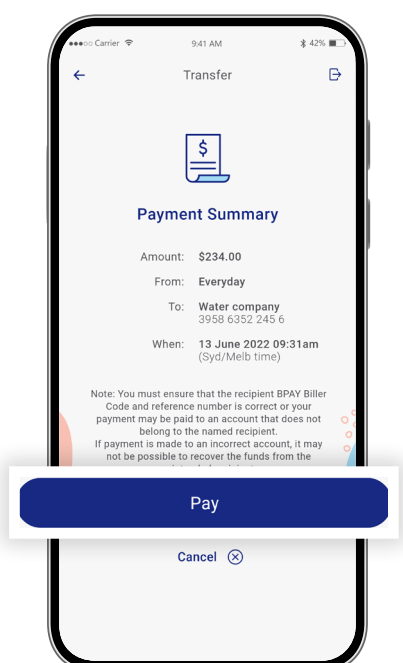 Carrier 9:41 AM 42%
Transfer
$
Payment Summary
Amount: $234.00
From: Everyday
To: Water company
3958 6352 245 6
When: 13 June 2022 09:31am
(Syd/Melb time)
Note: You must ensure that the recipient BPAY Biller
Code and reference number is correct or your
payment may be paid to an account that does not
belong to the named recipient.
If payment is made to an incorrect account, it may
not be possible to recover the funds from the
Pay
Cancel